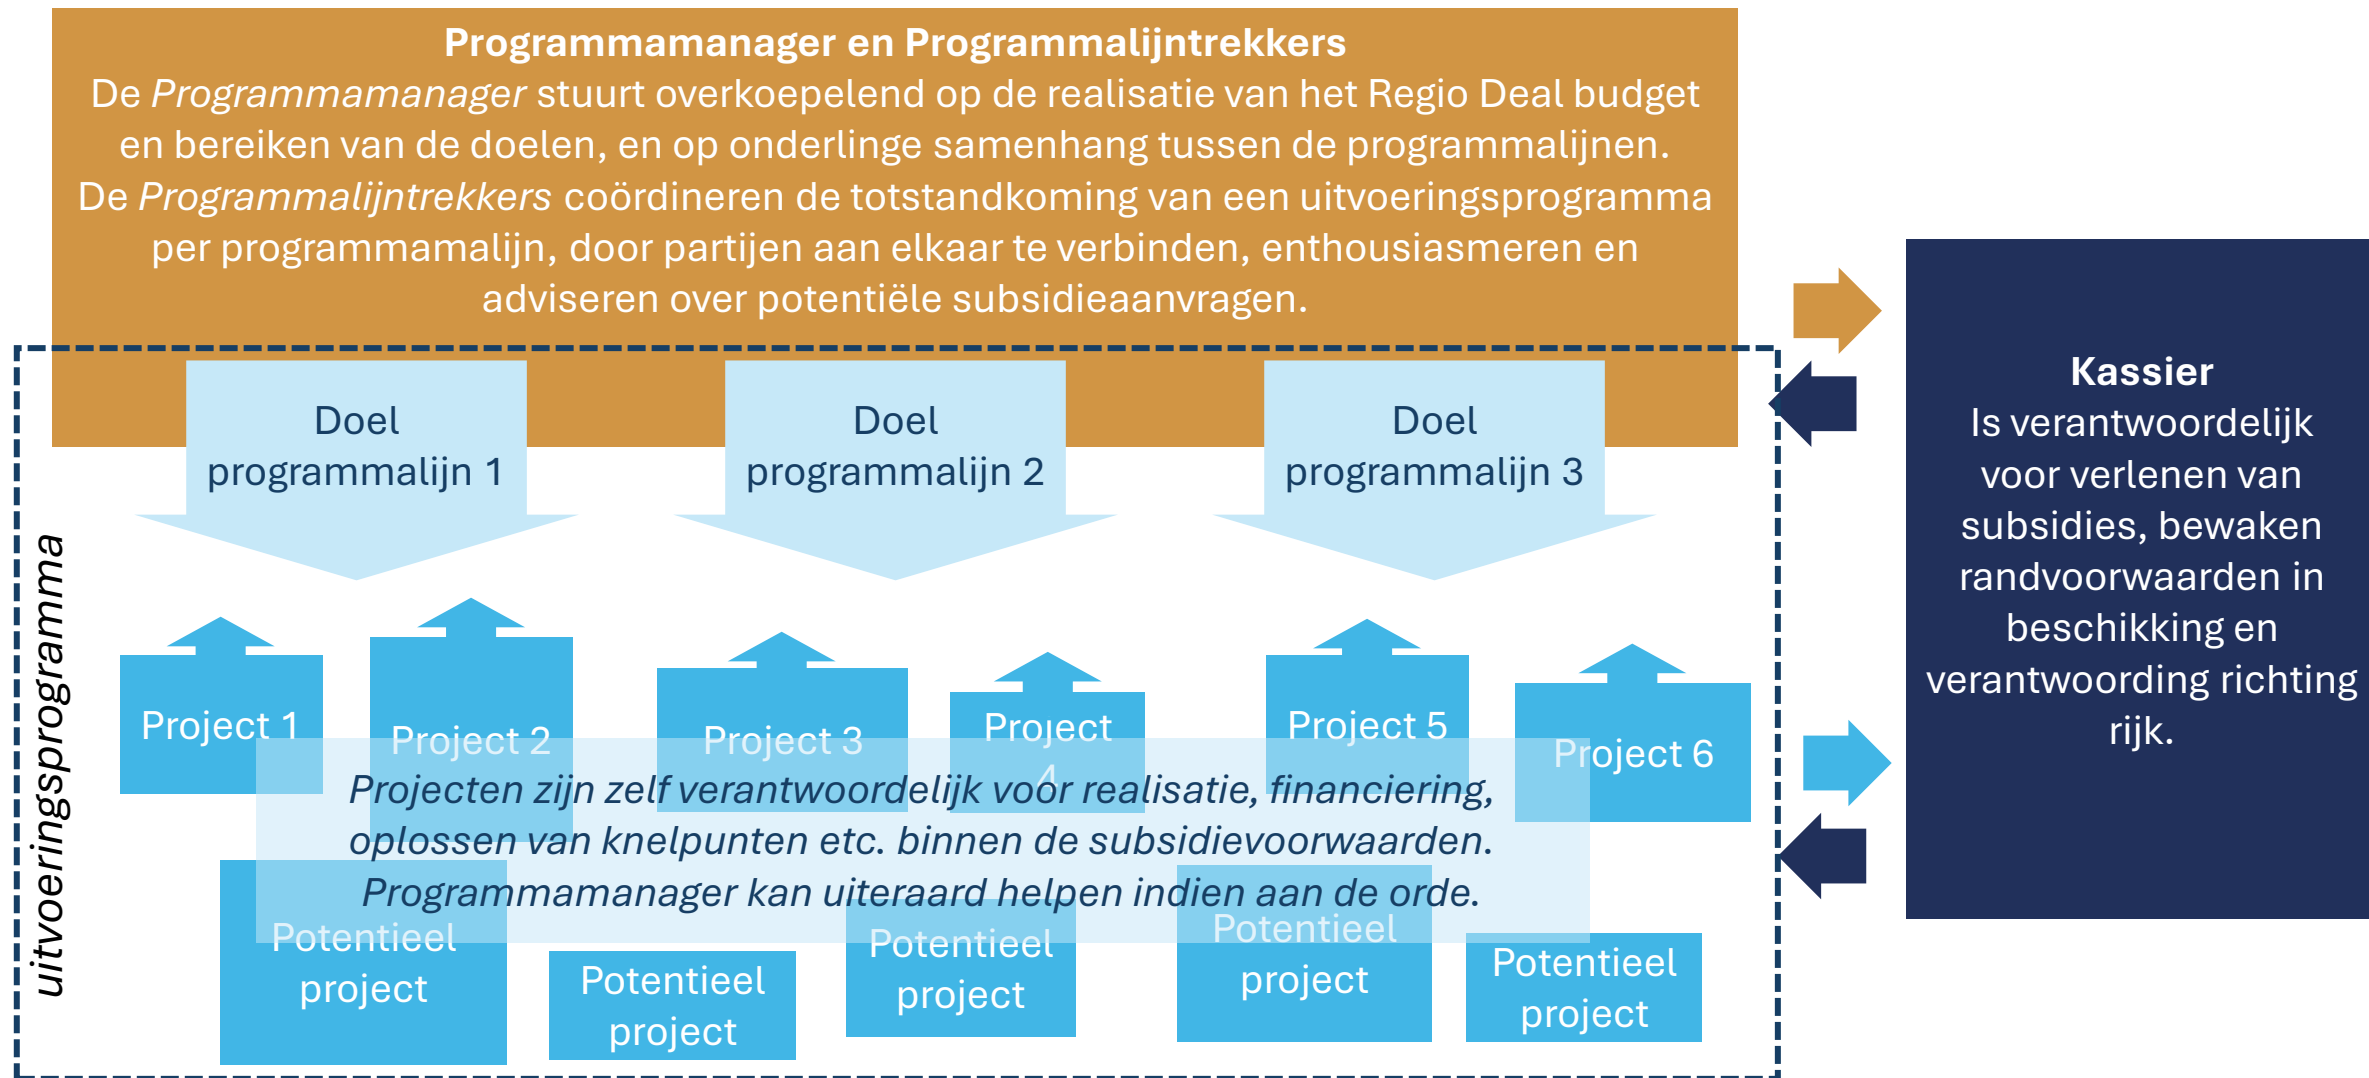 Programmamanager en Programmalijntrekkers
De Programmamanager stuurt overkoepelend op de realisatie van het Regio Deal budget
en bereiken van de doelen, en op onderlinge samenhang tussen de programmalijnen.
De Programmalijntrekkers coördineren de totstandkoming van een uitvoeringsprogramma
per programmamalijn, door partijen aan elkaar te verbinden, enthousiasmeren en
adviseren over potentiële subsidieaanvragen.
Doel
programmalijn 1
Doel
programmalijn 2
Doel
programmalijn 3
uitvoeringsprogramma
Project 1
Project 2
Project 3
Project
4
Project 5
Project 6
Projecten zijn zelf verantwoordelijk voor realisatie, financiering,
oplossen van knelpunten etc. binnen de subsidievoorwaarden.
Programmamanager kan uiteraard helpen indien aan de orde.
Potentieel
project
Potentieel
project
Potentieel
project
Potentieel
project
Potentieel
project
Kassier
Is verantwoordelijk
voor verlenen van
subsidies, bewaken
randvoorwaarden in
beschikking en
verantwoording richting
rijk.